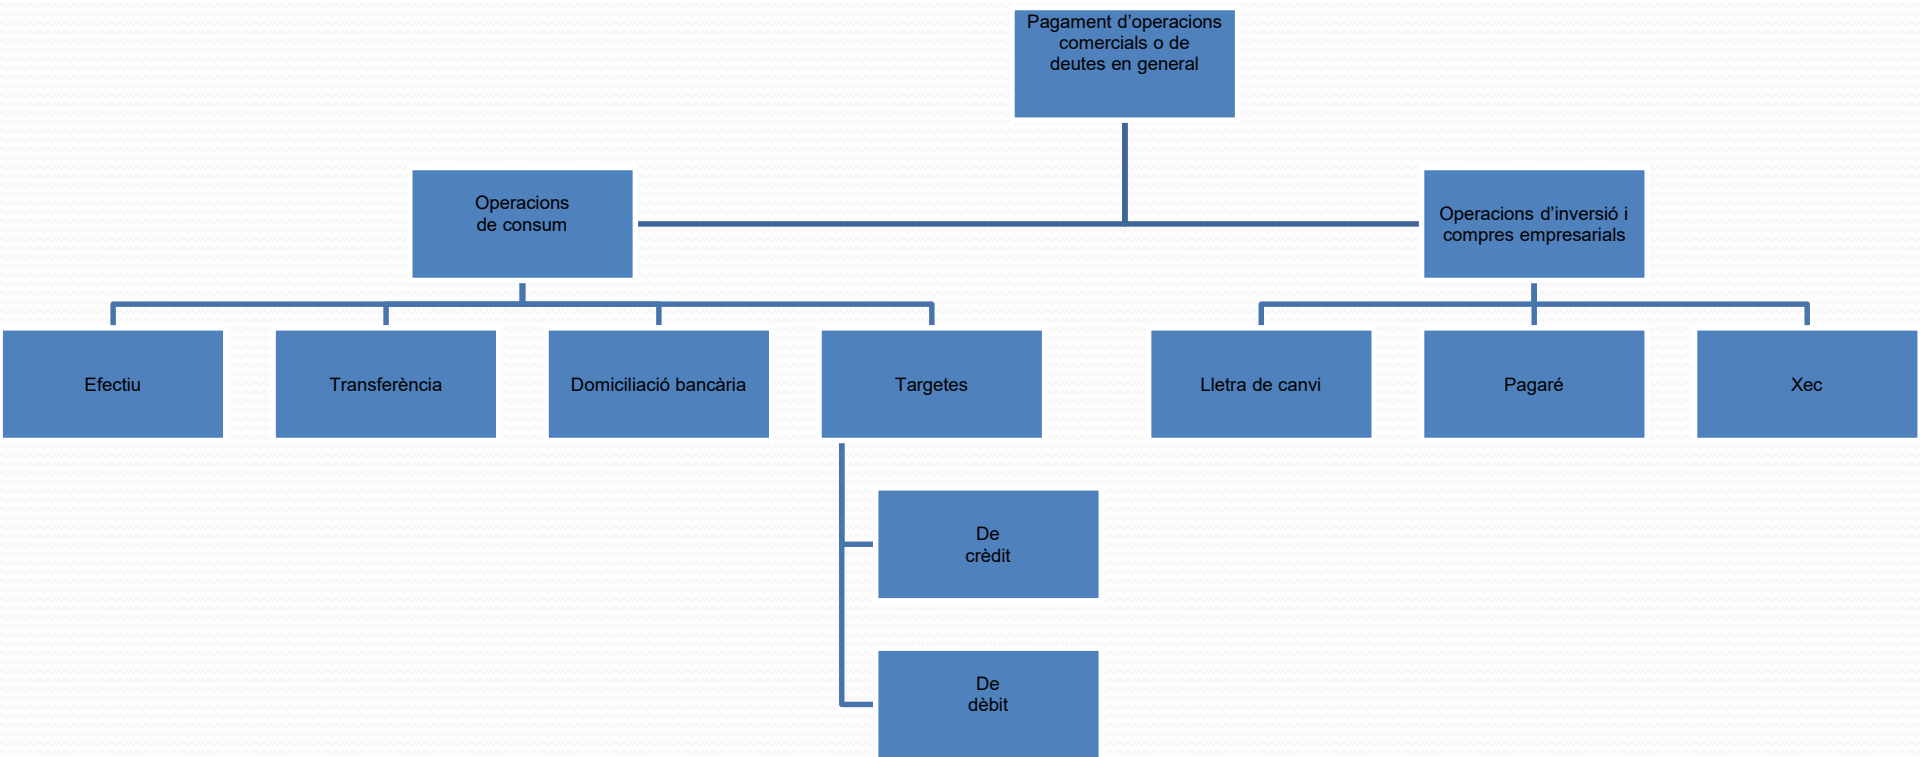 Pagament d’operacions
comercials o de
deutes en general
Operacions
de consum
Operacions d’inversió i
compres empresarials
Efectiu
Transferència
Domiciliació bancària
Targetes
Lletra de canvi
Pagaré
Xec
De
crèdit
De
dèbit